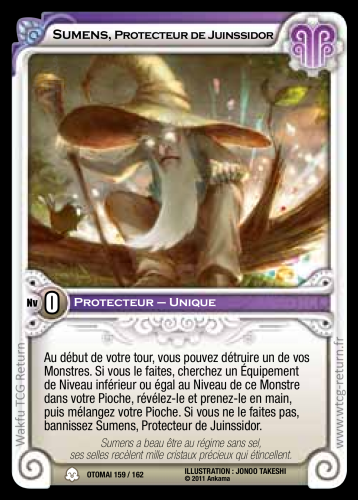 Sumens, Protecteur de Juinssidor
Nv 0 Protecteur – Unique
Au début de votre tour, vous pouvez détruire un de vos
Monstres. Si vous le faites, cherchez un Équipement
de Niveau inférieur ou égal au Niveau de ce Monstre
dans votre Pioche, révélez-le et prenez-le en main,
puis mélangez votre Pioche. Si vous ne le faites pas,
bannissez Sumens, Protecteur de Juinssidor.
Sumens a beau être au régime sans sel,
ses selles recèlent mille cristaux précieux qui étincellent.
OTOMAI 159 / 162
ILLUSTRATION : JONOO TAKESHI
© 2011 Ankama
Wakfu TCG Return
www.wtcg-return.fr